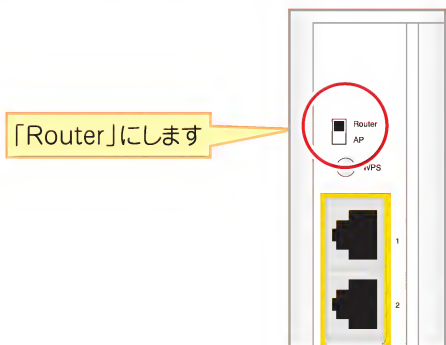 「Router」にします
Router
AP
WPS
1
2